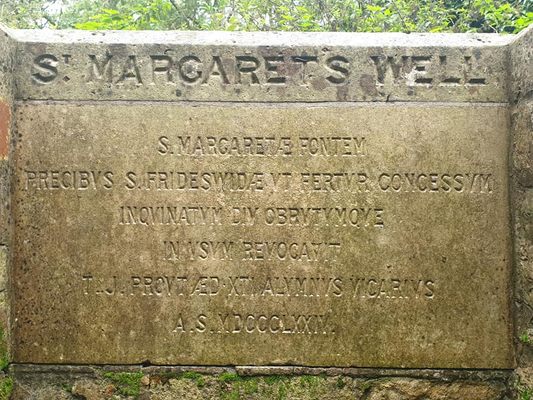 ST MARGARETS WELL
S. MARGARETÆ FONTEM
PRECIBVS S. FRIDESWIDÆ VT FERTVR CONCESSVM
INQVINATVM DIV OBRVTVMQVE
IN VSVM REVOCAVIT
T. J. PROVT ÆD· XTI. ALVMNVS VICARIVS
A.S. MDCCCLXXIV.